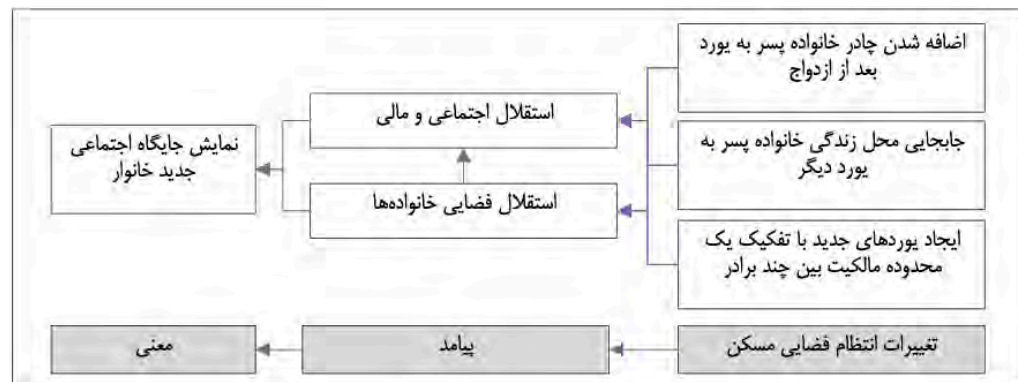 اضافه شدن چادر خانواده پسر به یورد
بعد از ازدواج
جابجایی محل زندگی خانواده پسر به
یورد دیگر
ایجاد یوردهای جدید با تفکیک یک
محدوده مالکیت بین چند برادر
استقلال اجتماعی و مالی
استقلال فضایی خانواده‌ها
نمایش جایگاه اجتماعی
جدید خانوار
تغییرات انتظام فضایی مسکن
پیامد
معنی